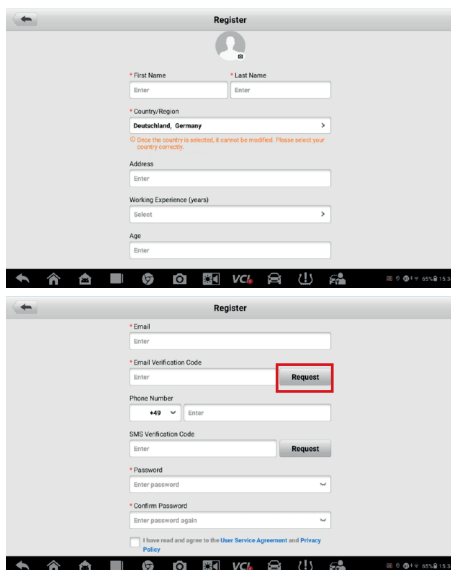 Register
* First Name
* Last Name
Enter
Enter
* Country/Region
Deutschland, Germany
Once the country is selected, it cannot be modified. Please select your
country correctly.
Address
Enter
Working Experience (years)
Select
Age
Enter
VCI
Register
* Email
Enter
* Email Verification Code
Enter
Request
Phone Number
+49
Enter
SMS Verification Code
Enter
Request
* Password
Enter password
* Confirm Password
Enter password again
I have read and agree to the User Service Agreement and Privacy
Policy
VCI